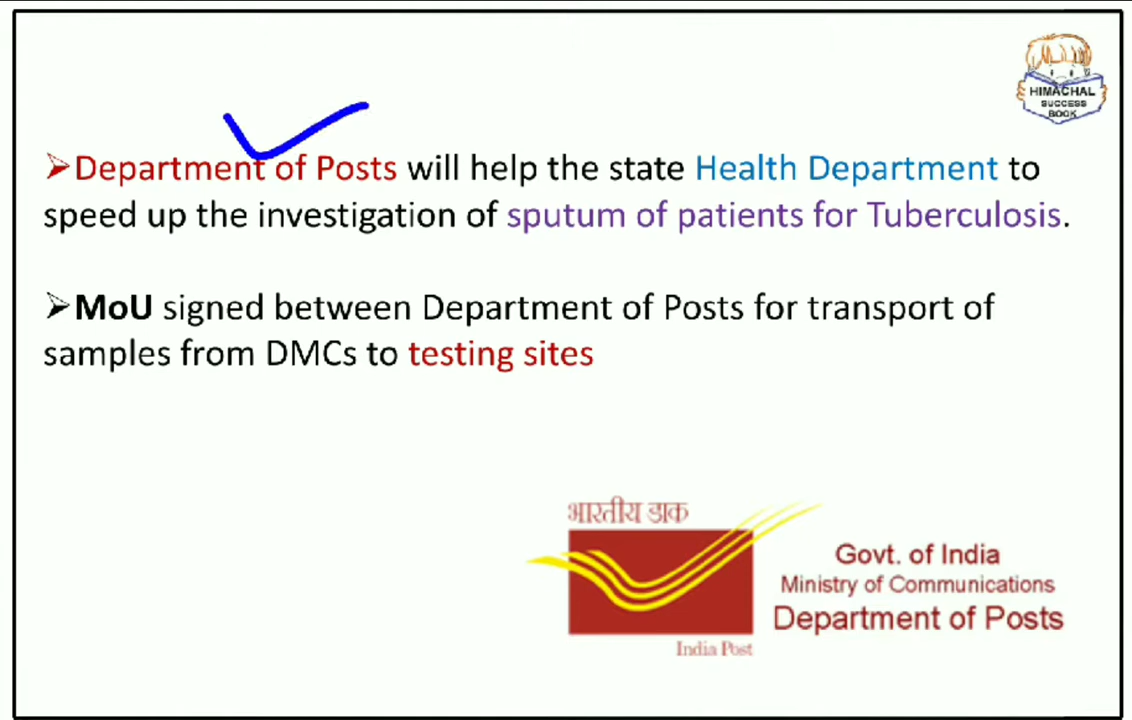 HIMACHAL
SUCCESS
BOOK
➢Department of Posts will help the state Health Department to
speed up the investigation of sputum of patients for Tuberculosis.
➢MoU signed between Department of Posts for transport of
samples from DMCs to testing sites
भारतीय डाक
India Post
Govt. of India
Ministry of Communications
Department of Posts